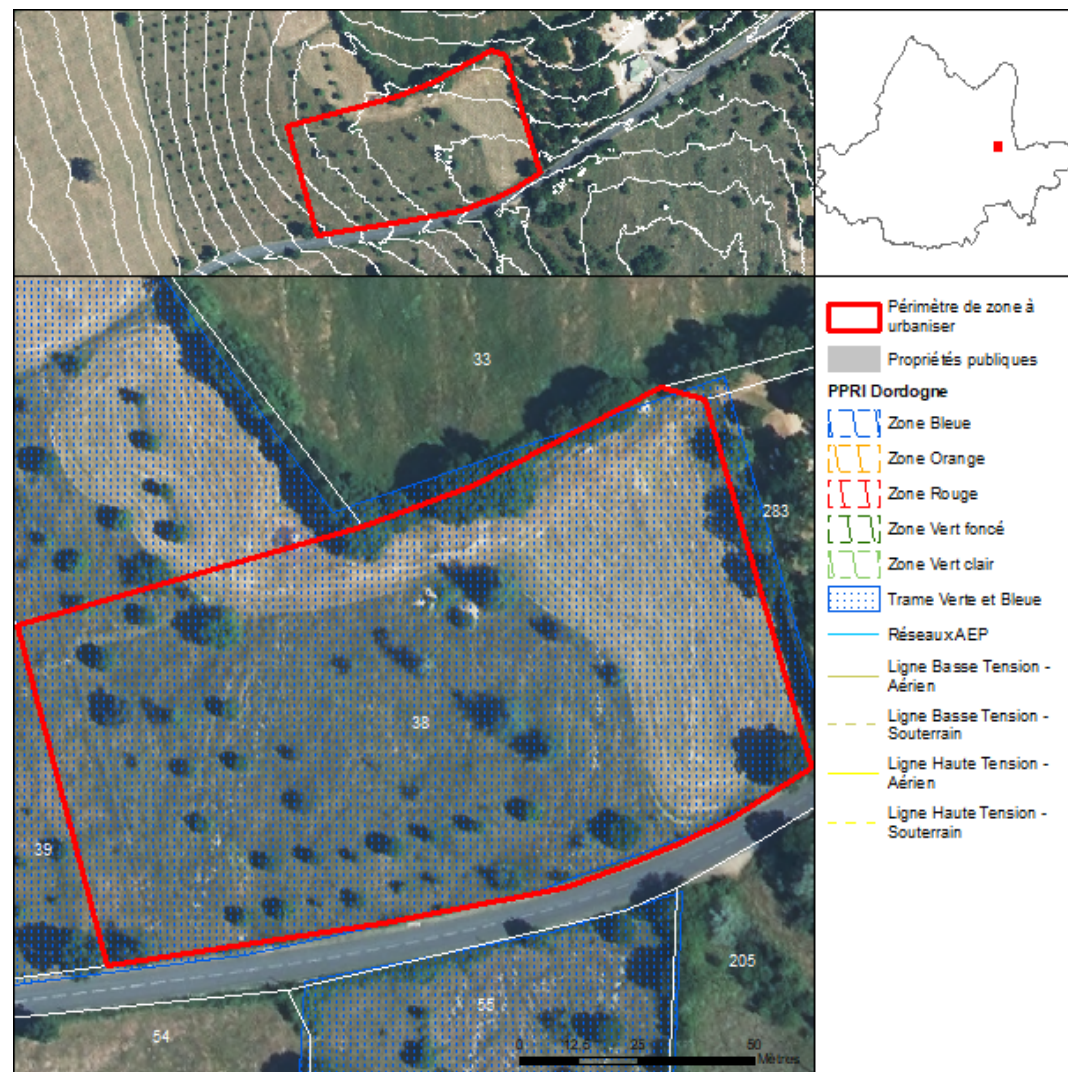 Périmètre de zone à
urbaniser
Propriétés publiques
PPRI Dordogne
Zone Bleue
Zone Orange
Zone Rouge
Zone Vert foncé
Zone Vert clair
Trame Verte et Bleue
Réseaux AEP
Ligne Basse Tension -
Aérien
Ligne Basse Tension -
Souterrain
Ligne Haute Tension -
Aérien
Ligne Haute Tension -
Souterrain
33
283
38
39
205
55
54
0 12,5 25 50
Mètres